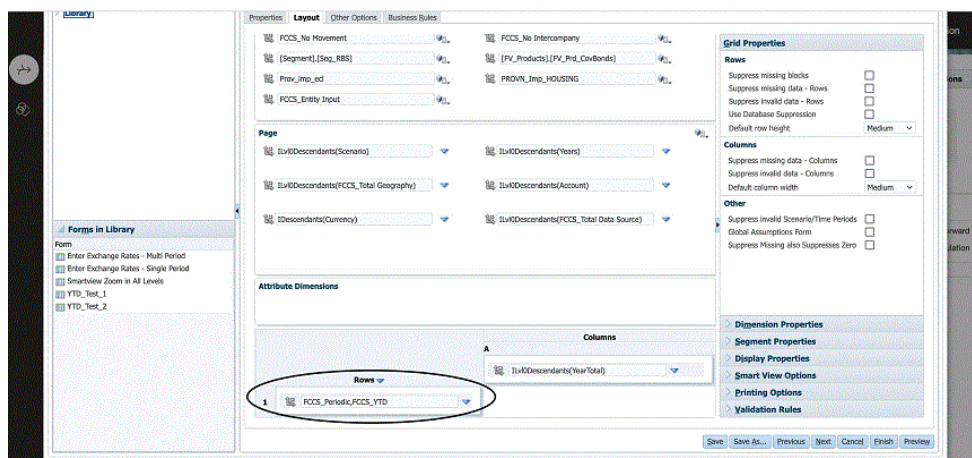 Library
Properties Layout Other Options Business Rules
FCCS_No Movement FCCS_No Intercompany
[Segment].[Seg_RBS] [FV_Products].[FV_Prd_CovBonds]
Prov_Imp_ecl PROVN_Imp_HOUSING
FCCS_Entity Input
Page
ILvl0Descendants(Scenario) ILvl0Descendants(Years)
ILvl0Descendants(FCCS_Total Geography) ILvl0Descendants(Account)
IDescendants(Currency) ILvl0Descendants(FCCS_Total Data Source)
Attribute Dimensions
Columns
A
ILvl0Descendants(YearTotal)
Rows
1 FCCS_Periodic,FCCS_YTD
Forms in Library
Form
Enter Exchange Rates - Multi Period
Enter Exchange Rates - Single Period
Smartview Zoom in All Levels
YTD_Test_1
YTD_Test_2
Grid Properties
Rows
Suppress missing blocks
Suppress missing data - Rows
Suppress invalid data - Rows
Use Database Suppression
Default row height Medium
Columns
Suppress missing data - Columns
Suppress invalid data - Columns
Default column width Medium
Other
Suppress invalid Scenario/Time Periods
Global Assumptions Form
Suppress Missing also Suppresses Zero
Dimension Properties
Segment Properties
Display Properties
Smart View Options
Printing Options
Validation Rules
Save Save As... Previous Next Cancel Finish Preview